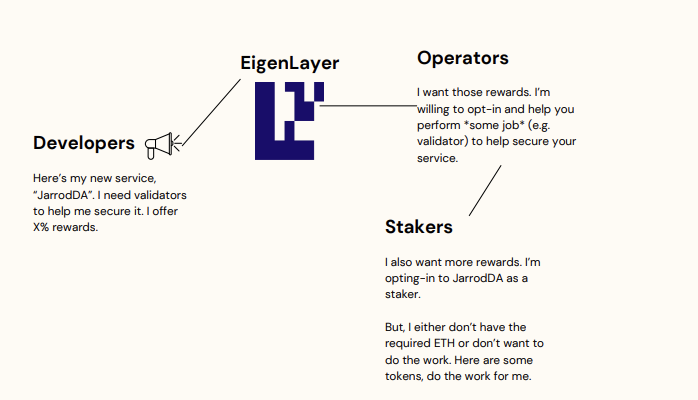 EigenLayer
Operators
I want those rewards. I'm
willing to opt-in and help you
perform *some job* (e.g.
validator) to help secure your
service.
Developers
Here's my new service,
“JarrodDA”. I need validators
to help me secure it. I offer
X% rewards.
Stakers
I also want more rewards. I'm
opting-in to JarrodDA as a
staker.
But, I either don't have the
required ETH or don't want to
do the work. Here are some
tokens, do the work for me.